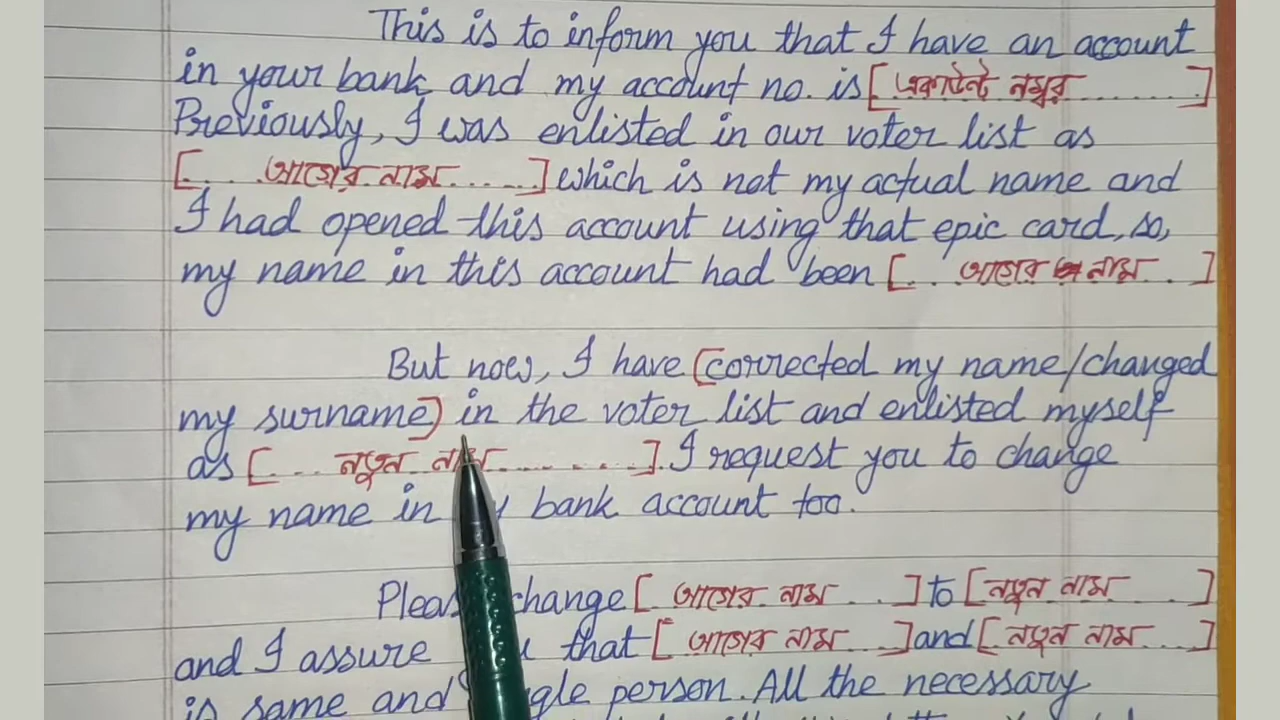 This is to inform you that I have an account
in your bank and my account no. is [একাউন্ট নম্বর ........]
Previously, I was enlisted in our voter list as
[....আগের নাম.......] which is not my actual name and
I had opened this account using that epic card, so,
my name in this account had been [...আগের নাম..]
But now, I have [corrected my name/changed
my surname] in the voter list and enlisted myself
as [....নতুন নাম.........]. I request you to change
my name in bank account too.
change [..আগের নাম....] to [নতুন নাম......]
and I assure that [..আগের নাম....] and [..নতুন নাম....]
is same and person. All the necessary